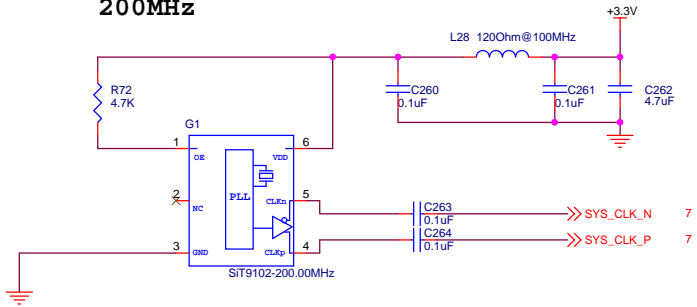 200MHz
+3.3V
L28 120Ohm@100MHz
R72
4.7K
C260
0.1uF
C261
0.1uF
C262
4.7uF
G1
1
OE
VDD
6
2
NC
PLL
CLKn
5
C263
0.1uF
SYS_CLK_N 7
C264
0.1uF
SYS_CLK_P 7
3
GND
CLKp
4
SiT9102-200.00MHz